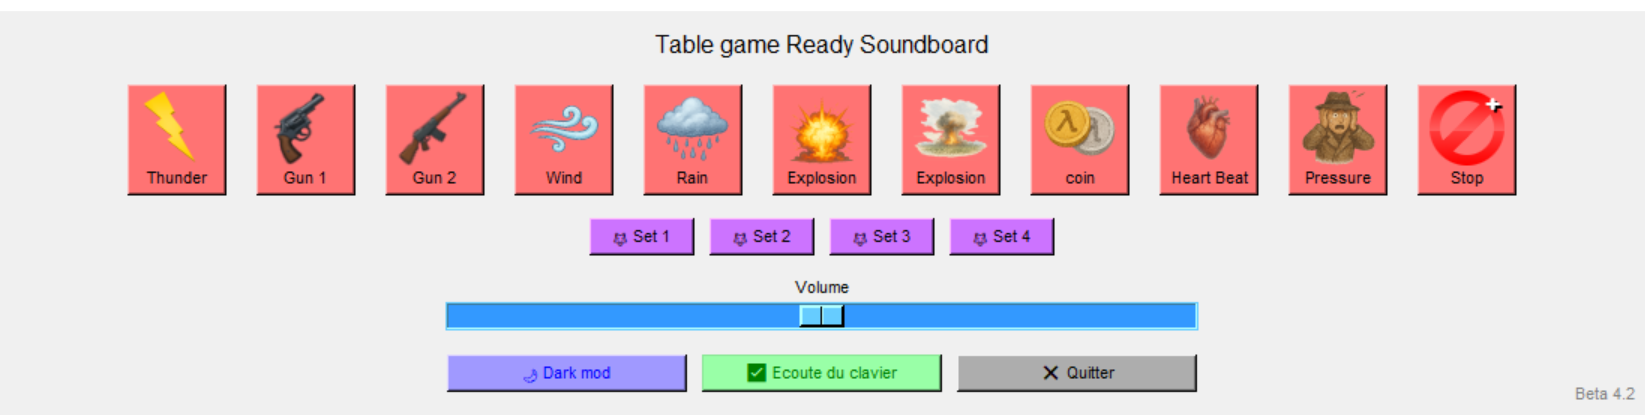 Table game Ready Soundboard
Thunder
Gun 1
Gun 2
Wind
Rain
Explosion
Explosion
coin
Heart Beat
Pressure
Stop
Set 1
Set 2
Set 3
Set 4
Volume
Dark mod
Ecoute du clavier
Quitter
Beta 4.2